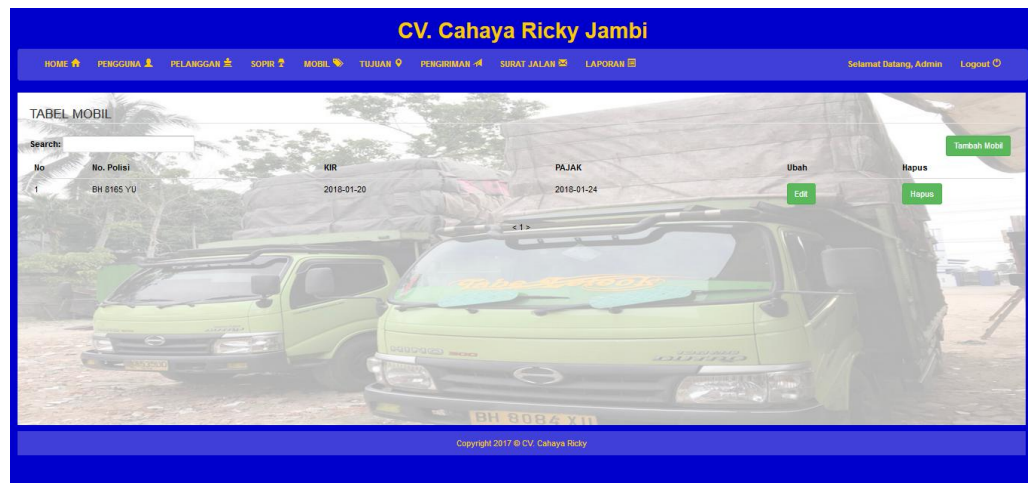 CV. Cahaya Ricky Jambi
HOME PENGGUNA PELANGGAN SOPIR MOBIL TUJUAN PENGIRIMAN SURAT JALAN LAPORAN Selamat Datang, Admin Logout
TABEL MOBIL
Search:
Tambah Mobil
No No. Polisi KIR PAJAK Ubah Hapus
1 BH 8165 YU 2018-01-20 2018-01-24 Edit Hapus
< 1 >
BH 8084 XU
Copyright 2017 © CV. Cahaya Ricky